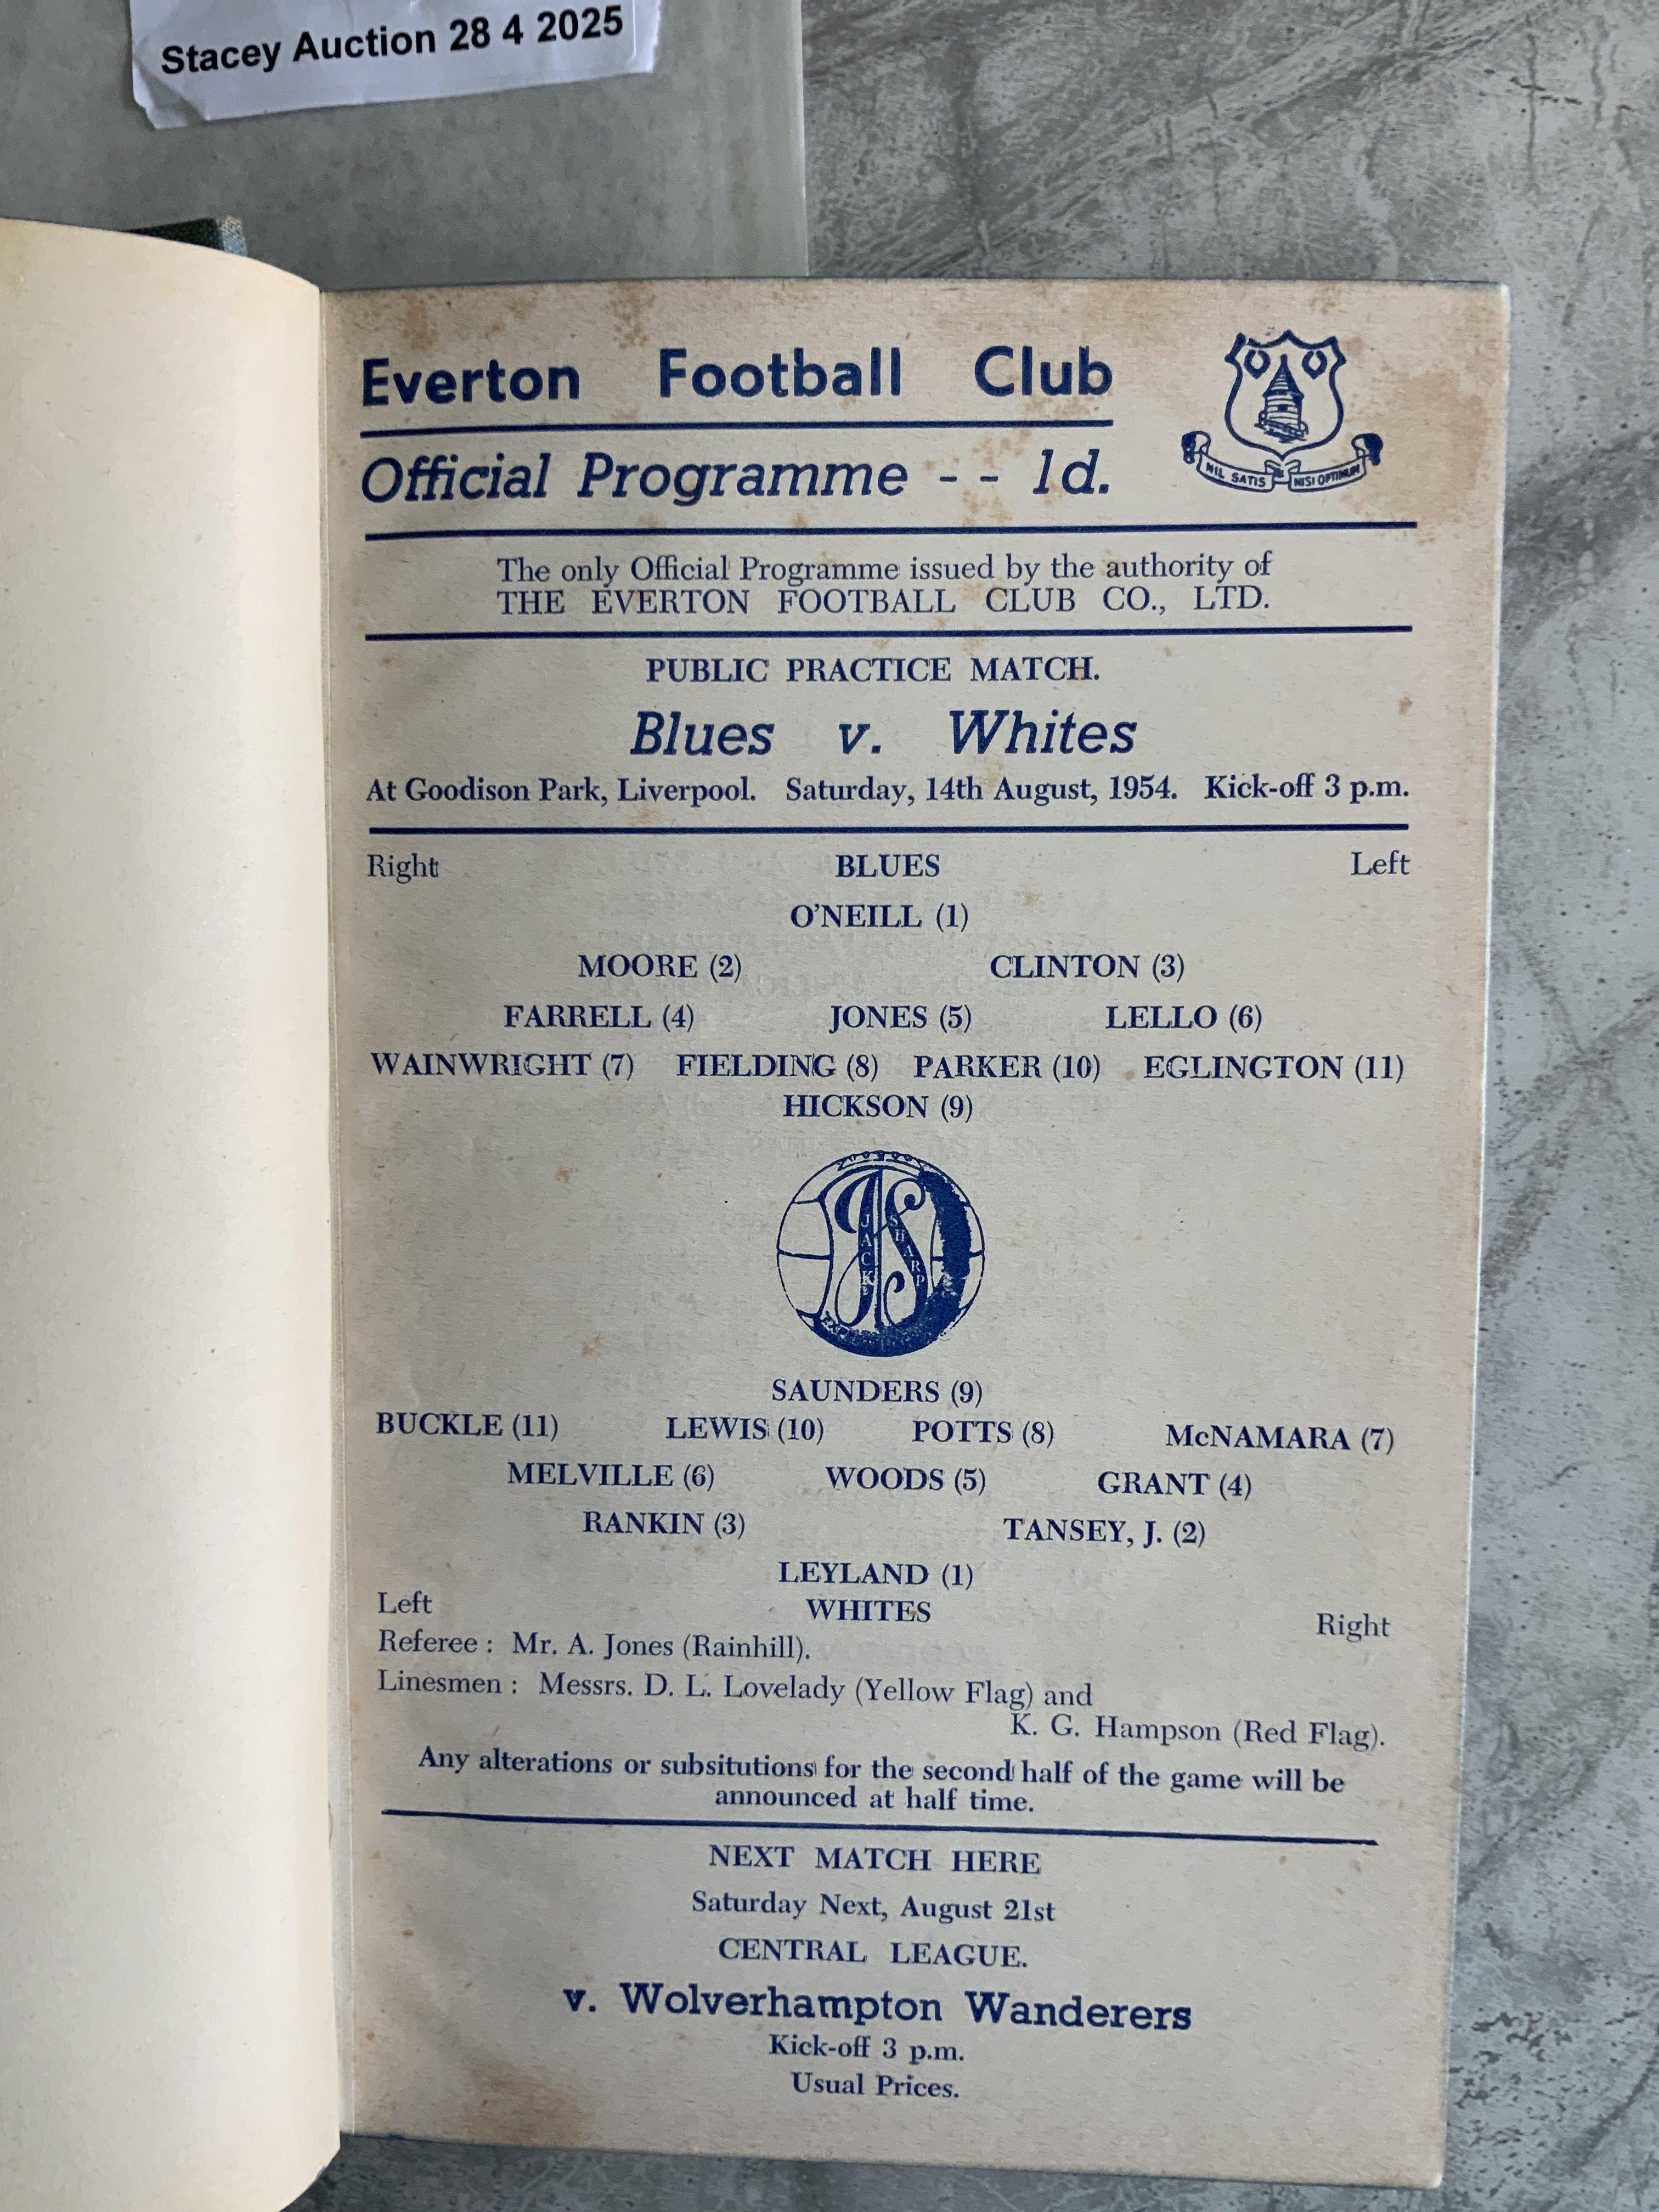 Stacey Auction 28 4 2025
Everton Football Club
Official Programme - - 1d.
NIL SATIS NISI OPTIMUM
The only Official Programme issued by the authority of
THE EVERTON FOOTBALL CLUB CO., LTD.
PUBLIC PRACTICE MATCH.
Blues v. Whites
At Goodison Park, Liverpool. Saturday, 14th August, 1954. Kick-off 3 p.m.
Right BLUES Left
O'NEILL (1)
MOORE (2) CLINTON (3)
FARRELL (4) JONES (5) LELLO (6)
WAINWRIGHT (7) FIELDING (8) PARKER (10) EGLINGTON (11)
HICKSON (9)
JACK SHARP
SAUNDERS (9)
BUCKLE (11) LEWIS (10) POTTS (8) McNAMARA (7)
MELVILLE (6) WOODS (5) GRANT (4)
RANKIN (3) TANSEY, J. (2)
LEYLAND (1)
Left WHITES Right
Referee : Mr. A. Jones (Rainhill).
Linesmen : Messrs. D. L. Lovelady (Yellow Flag) and
K. G. Hampson (Red Flag).
Any alterations or subsitutions for the second half of the game will be
announced at half time.
NEXT MATCH HERE
Saturday Next, August 21st
CENTRAL LEAGUE.
v. Wolverhampton Wanderers
Kick-off 3 p.m.
Usual Prices.